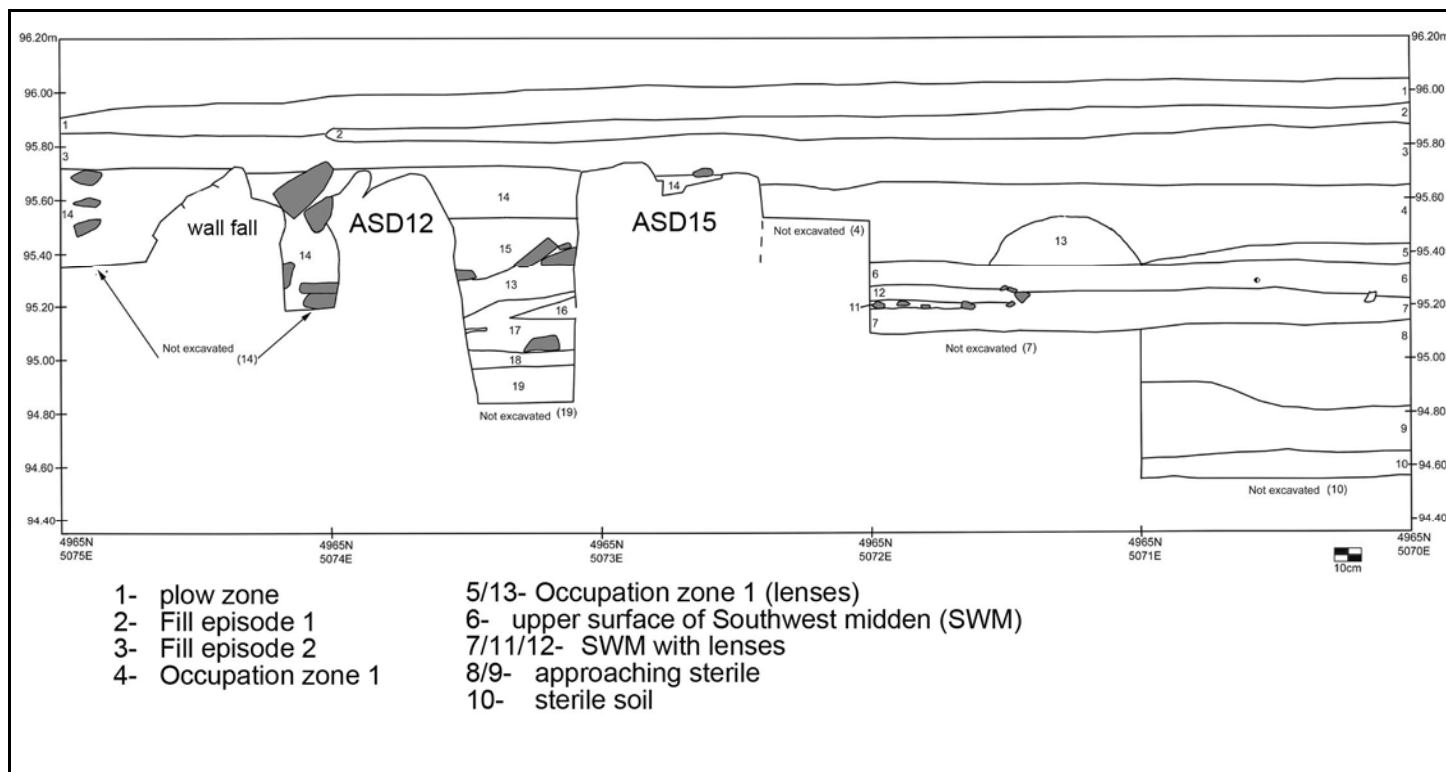 96.20m
96.20m
96.00
96.00
1
1
2
2
1
95.80
95.80
3
3
14
95.60
95.60
14
14
4
wall fall
ASD12
ASD15
Not excavated (4)
14
15
13
5
95.40
95.40
13
6
6
12
16
95.20
95.20
11
7
17
7
Not excavated (14)
Not excavated (7)
8
95.00
95.00
18
19
94.80
94.80
Not excavated (19)
9
94.60
94.60
10
Not excavated (10)
94.40
94.40
4965N
5075E
4965N
5074E
4965N
5073E
4965N
5072E
4965N
5071E
4965N
5070E
10cm
1- plow zone
2- Fill episode 1
3- Fill episode 2
4- Occupation zone 1
5/13- Occupation zone 1 (lenses)
6- upper surface of Southwest midden (SWM)
7/11/12- SWM with lenses
8/9- approaching sterile
10- sterile soil